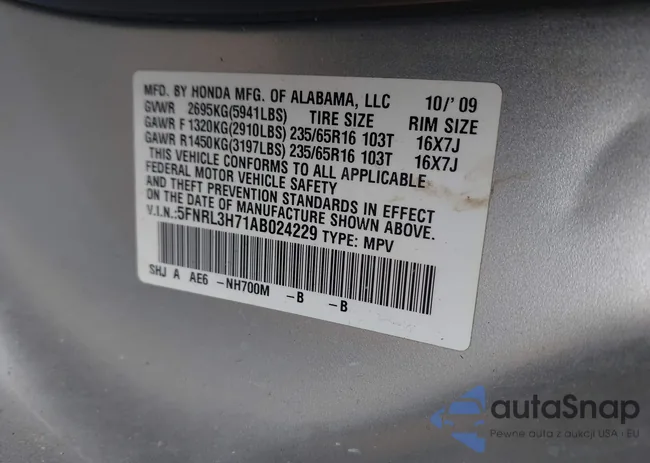 MFD. BY HONDA MFG. OF ALABAMA, LLC 10/'09
GVWR 2695KG(5941LBS) TIRE SIZE RIM SIZE
GAWR F 1320KG(2910LBS) 235/65R16 103T 16X7J
GAWR R1450KG(3197LBS) 235/65R16 103T 16X7J
THIS VEHICLE CONFORMS TO ALL APPLICABLE
FEDERAL MOTOR VEHICLE SAFETY
AND THEFT PREVENTION STANDARDS IN EFFECT
ON THE DATE OF MANUFACTURE SHOWN ABOVE.
V.I.N.:5FNRL3H71AB024229 TYPE: MPV
SHJ A AE6 -NH700M -B -B
autaSnap
Pewne auta z aukcji USA - EU